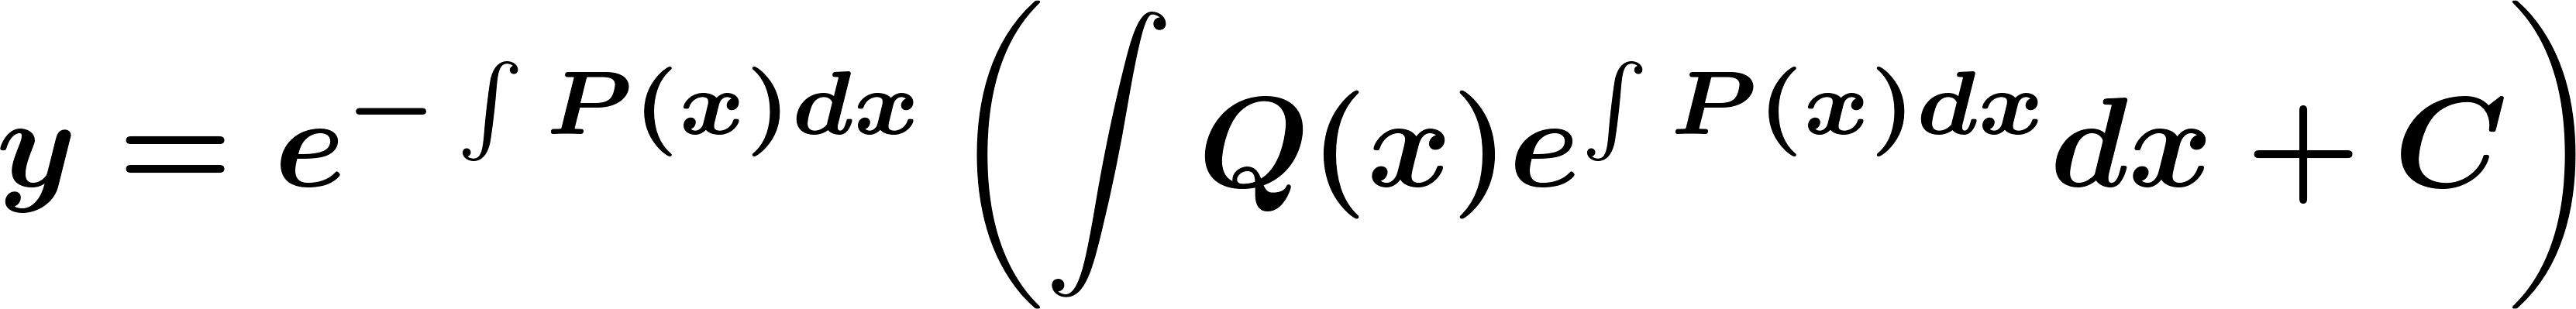 y = e^{-\int P(x)dx} \left( \int Q(x)e^{\int P(x)dx} dx + C \right)